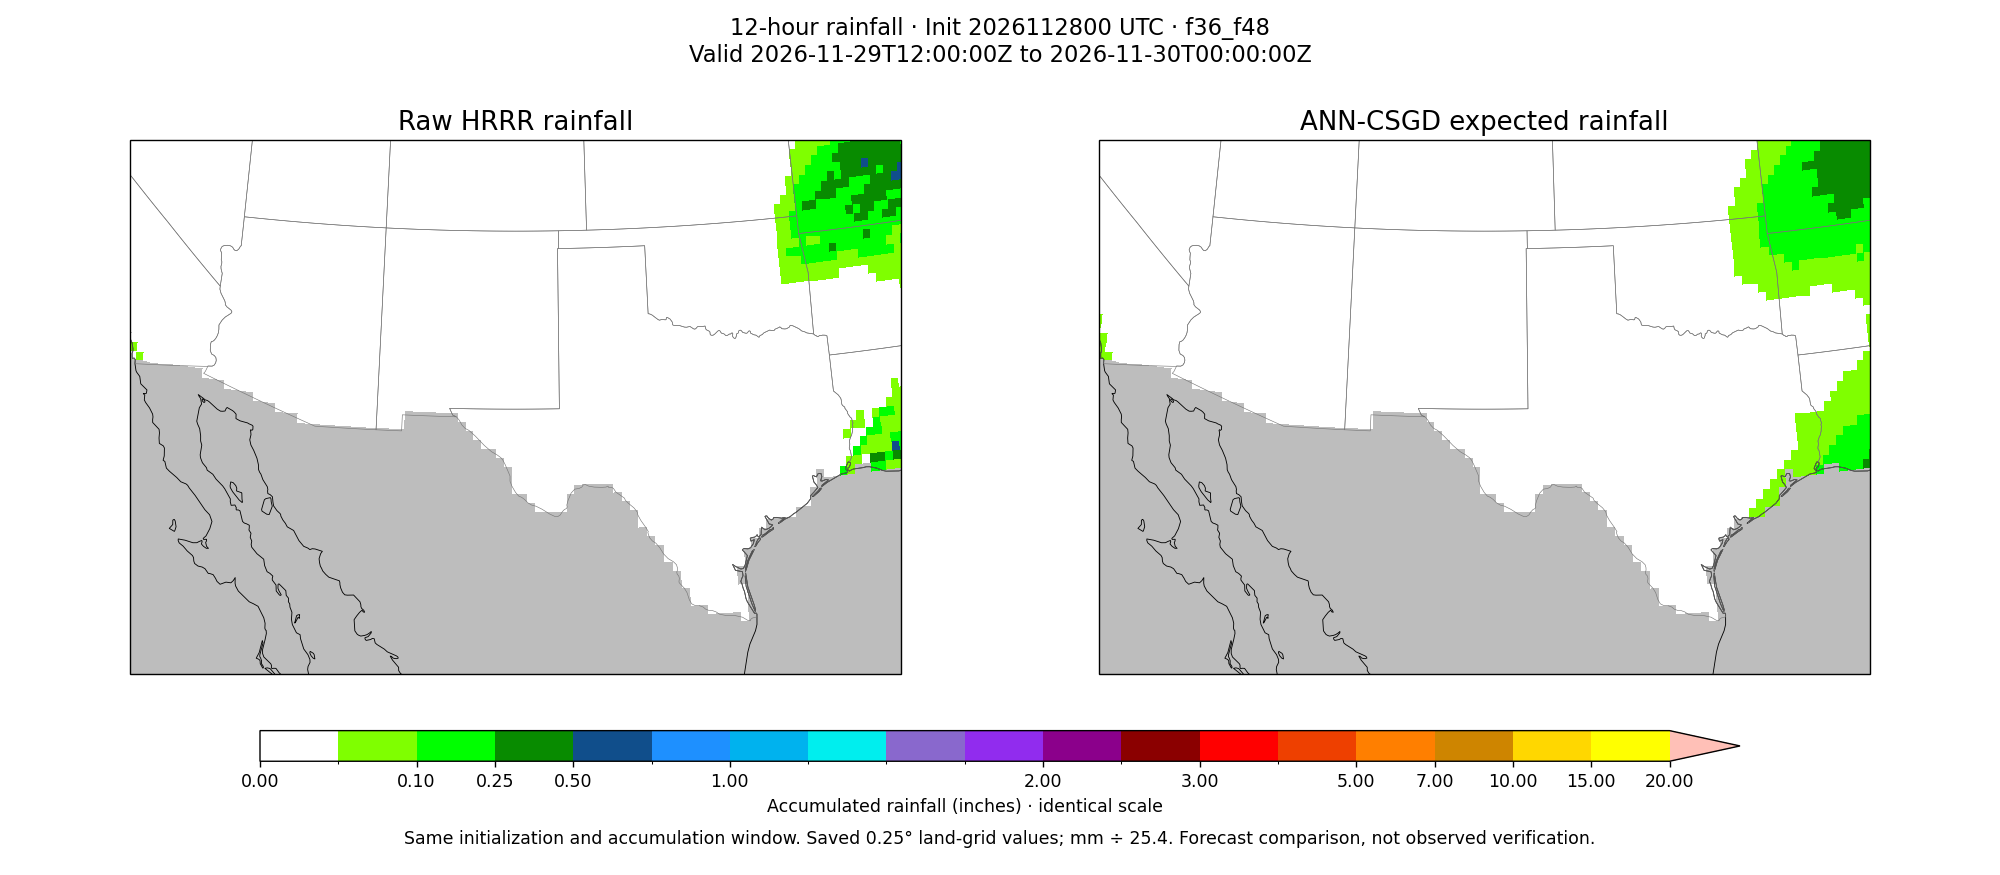 12-hour rainfall · Init 2026112800 UTC · f36_f48
Valid 2026-11-29T12:00:00Z to 2026-11-30T00:00:00Z
Raw HRRR rainfall
ANN-CSGD expected rainfall
0.00 0.10 0.25 0.50 1.00 2.00 3.00 5.00 7.00 10.00 15.00 20.00
Accumulated rainfall (inches) · identical scale
Same initialization and accumulation window. Saved 0.25° land-grid values; mm ÷ 25.4. Forecast comparison, not observed verification.